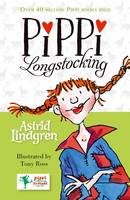 Over 40 million Pippi books sold
PiPPi
Longstocking
Astrid
Lindgren
Illustrated by
Tony Ross